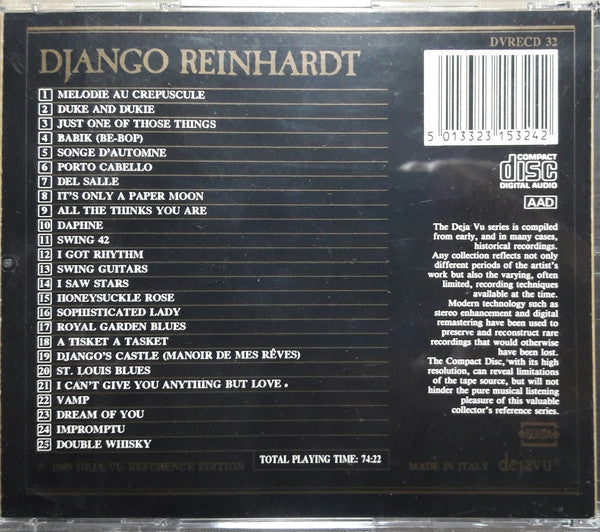 DVRECD 32
DJANGO REINHARDT
1 MELODIE AU CREPUSCULE
2 DUKE AND DUKIE
3 JUST ONE OF THOSE THINGS
4 BABIK (BE-BOP)
5 SONGE D'AUTOMNE
6 PORTO CABELLO
7 DEL SALLE
8 IT'S ONLY A PAPER MOON
9 ALL THE THINKS YOU ARE
10 DAPHNE
11 SWING 42
12 I GOT RHYTHM
13 SWING GUITARS
14 I SAW STARS
15 HONEYSUCKLE ROSE
16 SOPHISTICATED LADY
17 ROYAL GARDEN BLUES
18 A TISKET A TASKET
19 DJANGO'S CASTLE (MANOIR DE MES RÊVES)
20 ST. LOUIS BLUES
21 I CAN'T GIVE YOU ANYTHING BUT LOVE.
22 VAMP
23 DREAM OF YOU
24 IMPROMPTU
25 DOUBLE WHISKY
TOTAL PLAYING TIME: 74:22
5 013323 153242
COMPACT
disc
DIGITAL AUDIO
AAD
The Deja Vu series is compiled
from early, and in many cases,
historical recordings.
Any collection reflects not only
different periods of the artist's
work but also the varying, often
limited, recording techniques
available at the time.
Modern technology such as
stereo enhancement and digital
remastering have been used to
preserve and reconstruct rare
recordings that would otherwise
have been lost.
The Compact Disc, with its high
resolution, can reveal limitations
of the tape source, but will not
hinder the pure musical listening
pleasure of this valuable
collector's reference series.
℗ 1989 DEJA VU REFERENCE EDITION
MADE IN ITALY
dejavu